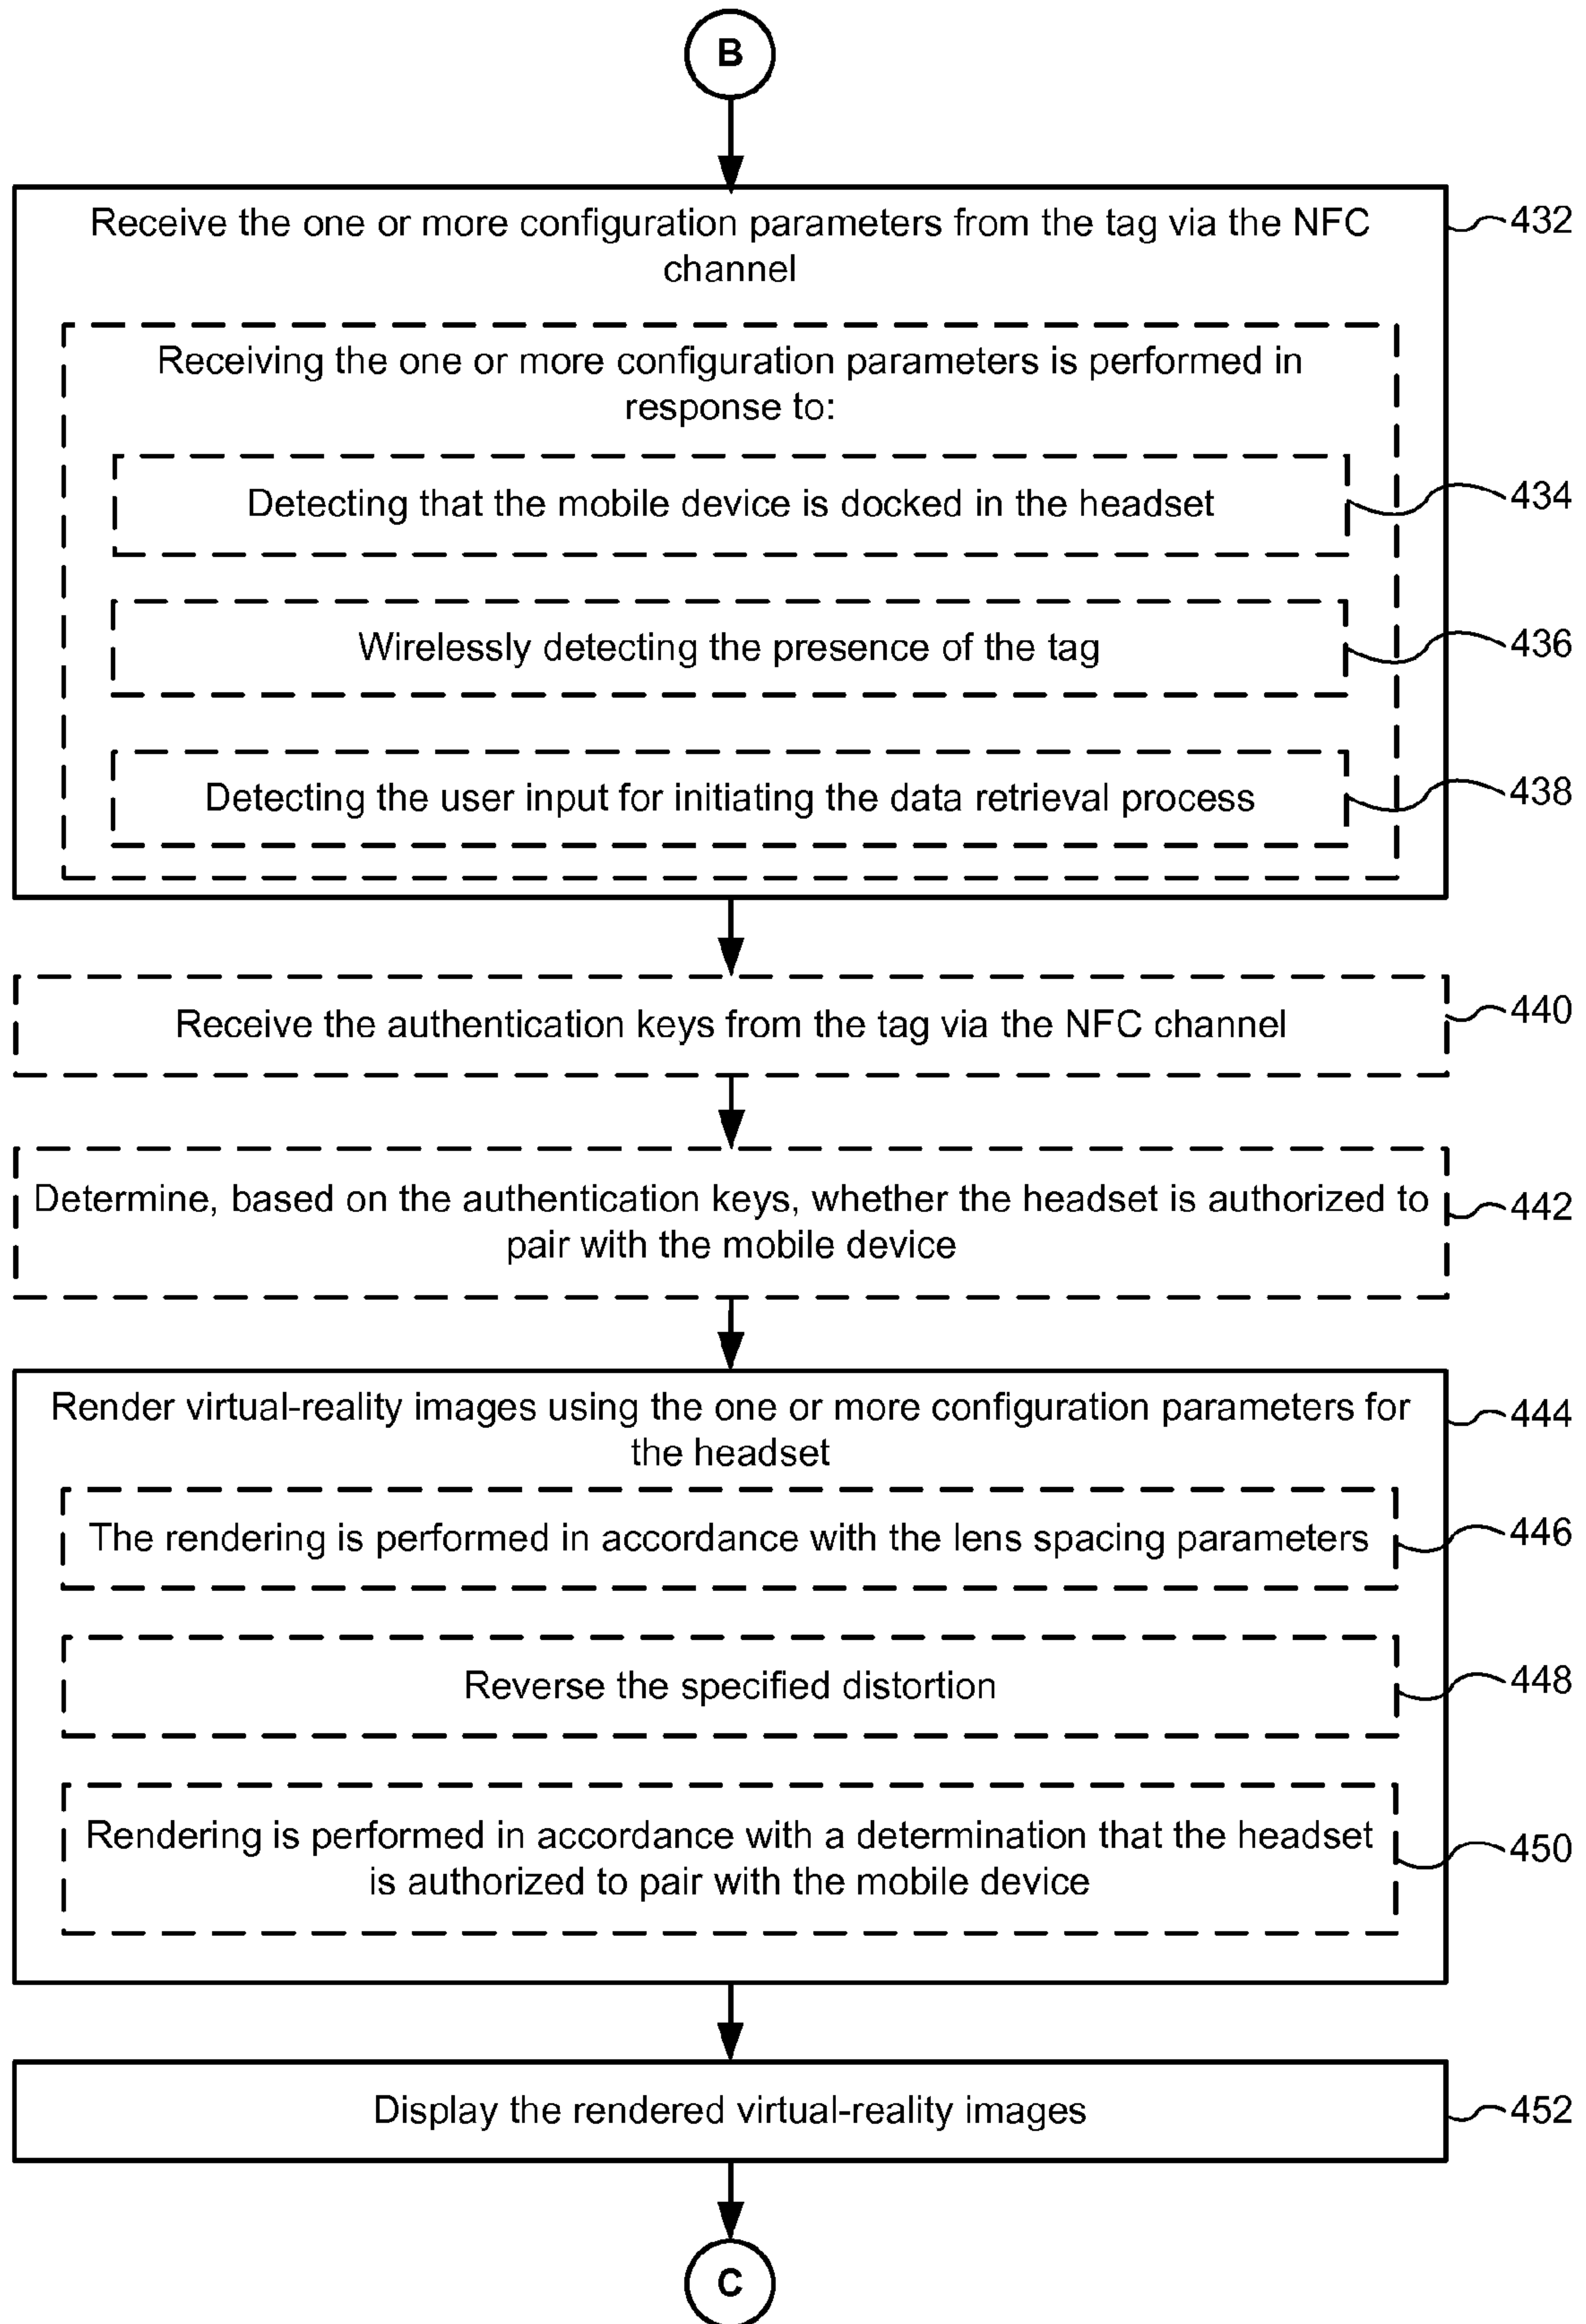 B
Receive the one or more configuration parameters from the tag via the NFC
channel
432
Receiving the one or more configuration parameters is performed in
response to:
Detecting that the mobile device is docked in the headset
434
Wirelessly detecting the presence of the tag
436
Detecting the user input for initiating the data retrieval process
438
Receive the authentication keys from the tag via the NFC channel
440
Determine, based on the authentication keys, whether the headset is authorized to
pair with the mobile device
442
Render virtual-reality images using the one or more configuration parameters for
the headset
444
The rendering is performed in accordance with the lens spacing parameters
446
Reverse the specified distortion
448
Rendering is performed in accordance with a determination that the headset
is authorized to pair with the mobile device
450
Display the rendered virtual-reality images
452
C